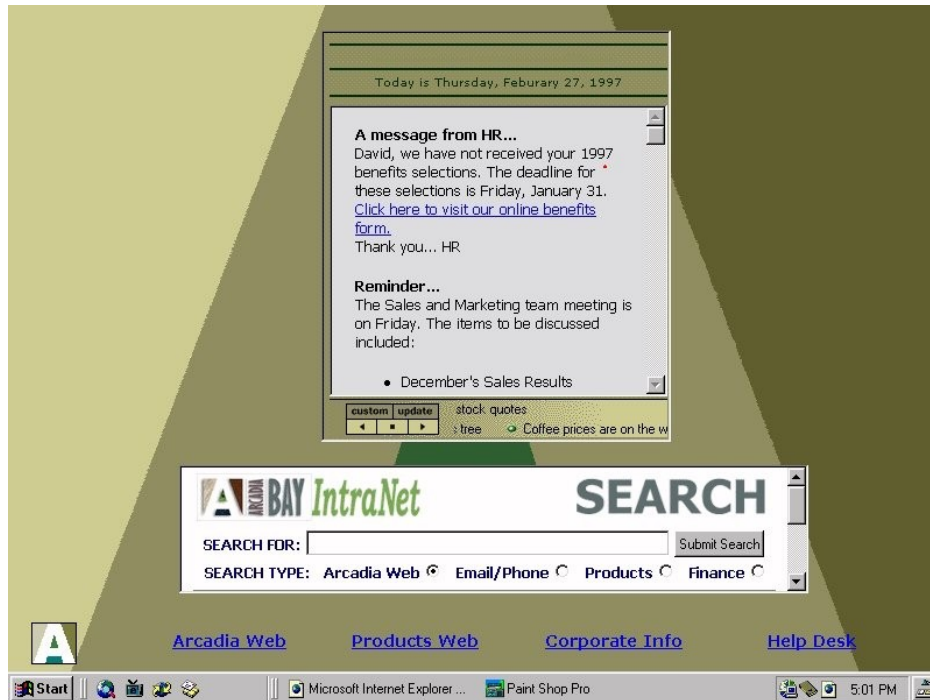 Today is Thursday, Feburary 27, 1997
A message from HR...
David, we have not received your 1997
benefits selections. The deadline for
these selections is Friday, January 31.
Click here to visit our online benefits
form.
Thank you... HR
Reminder...
The Sales and Marketing team meeting is
on Friday. The items to be discussed
included:
• December's Sales Results
custom update
stock quotes
tree Coffee prices are on the w
A ARCADIA BAY IntraNet
SEARCH
SEARCH FOR: Submit Search
SEARCH TYPE: Arcadia Web Email/Phone Products Finance
A
Arcadia Web Products Web Corporate Info Help Desk
Start Microsoft Internet Explorer ... Paint Shop Pro 5:01 PM